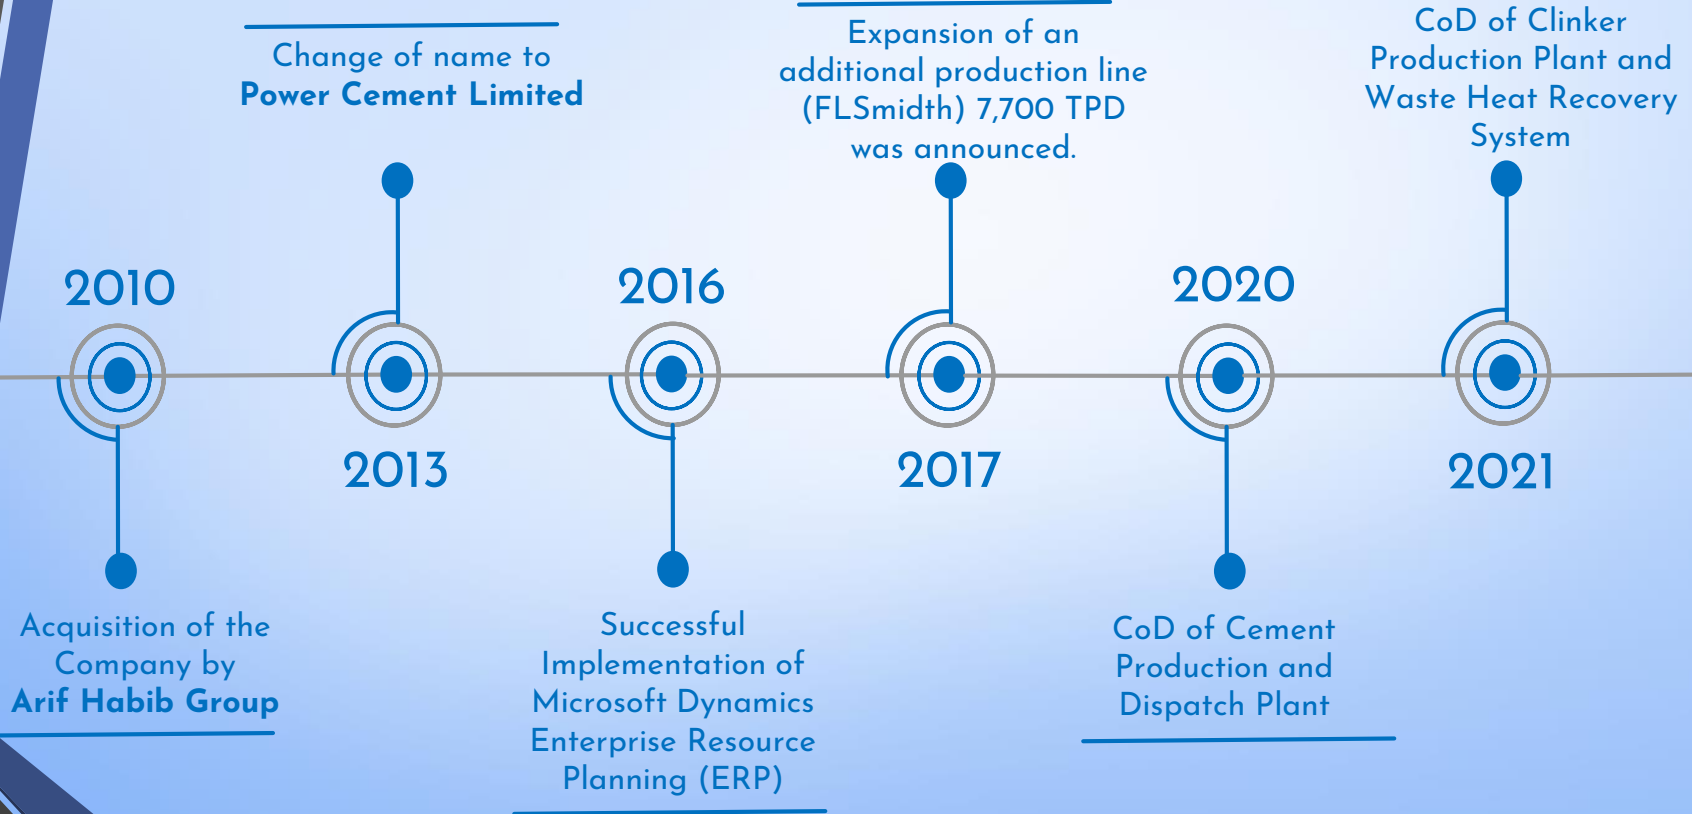 Change of name to
Power Cement Limited
Expansion of an
additional production line
(FLSmidth) 7,700 TPD
was announced.
CoD of Clinker
Production Plant and
Waste Heat Recovery
System
2010
2016
2020
2013
2017
2021
Acquisition of the
Company by
Arif Habib Group
Successful
Implementation of
Microsoft Dynamics
Enterprise Resource
Planning (ERP)
CoD of Cement
Production and
Dispatch Plant